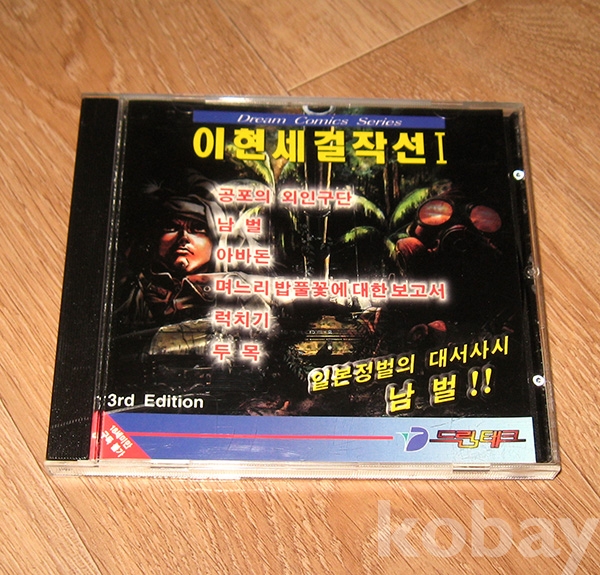 Dream Comics Series
이현세걸작선 I
공포의 외인구단
남 벌
아바돈
며느리밥풀꽃에대한보고서
럭치기
두 목
일본정벌의 대서사시
남 벌 !!
3rd Edition
드림테크
kobay